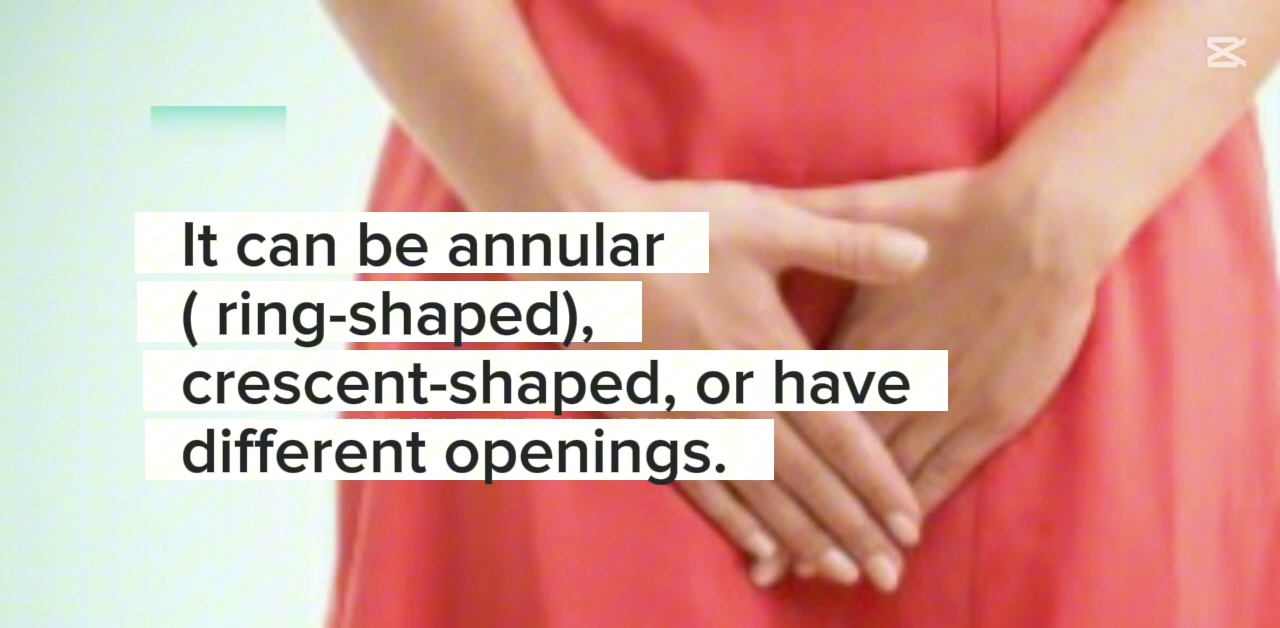 It can be annular
( ring-shaped),
crescent-shaped, or have
different openings.